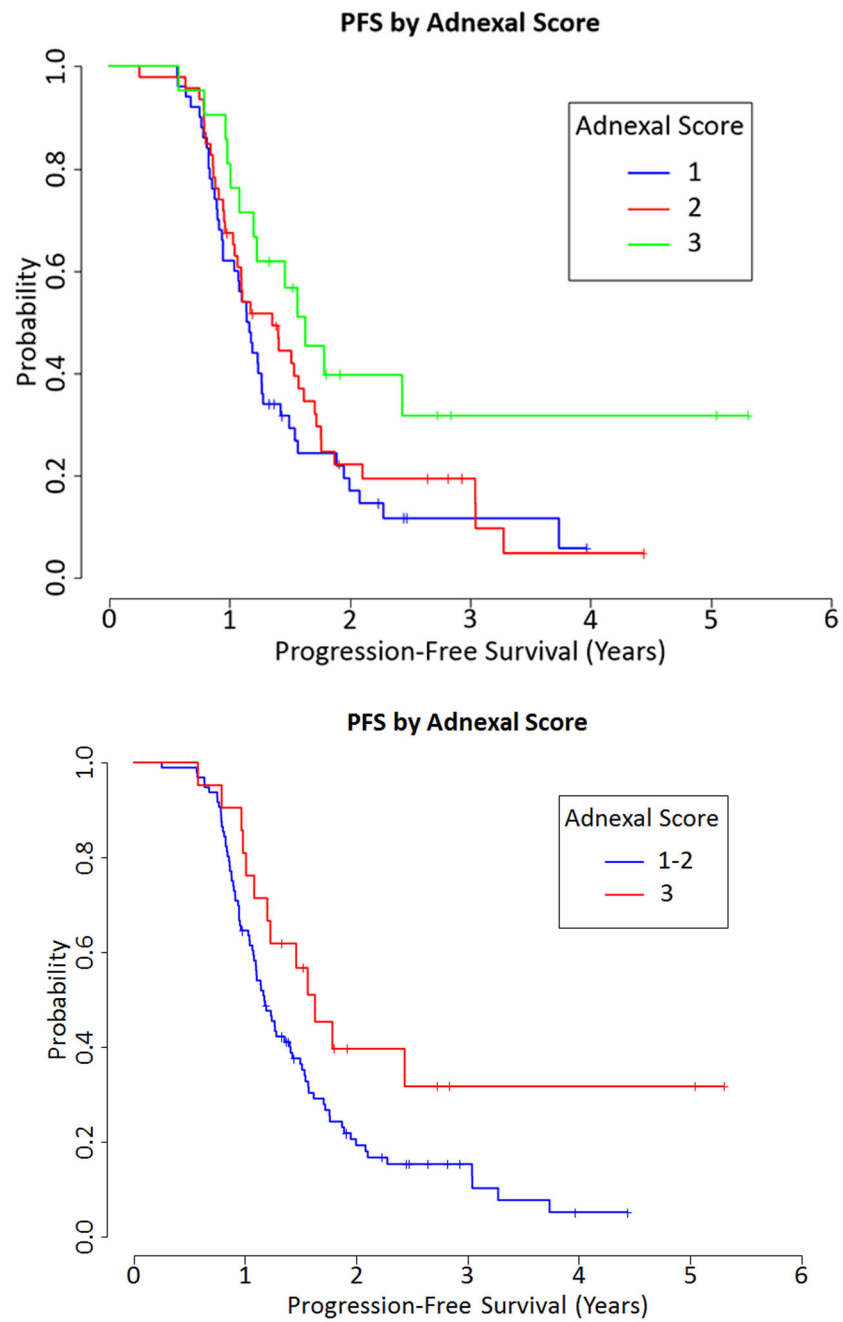 PFS by Adnexal Score
1.0
0.8
0.6
0.4
0.2
0.0
Probability
Adnexal Score
1
2
3
0 1 2 3 4 5 6
Progression-Free Survival (Years)
PFS by Adnexal Score
1.0
0.8
0.6
0.4
0.2
0.0
Probability
Adnexal Score
1-2
3
0 1 2 3 4 5 6
Progression-Free Survival (Years)